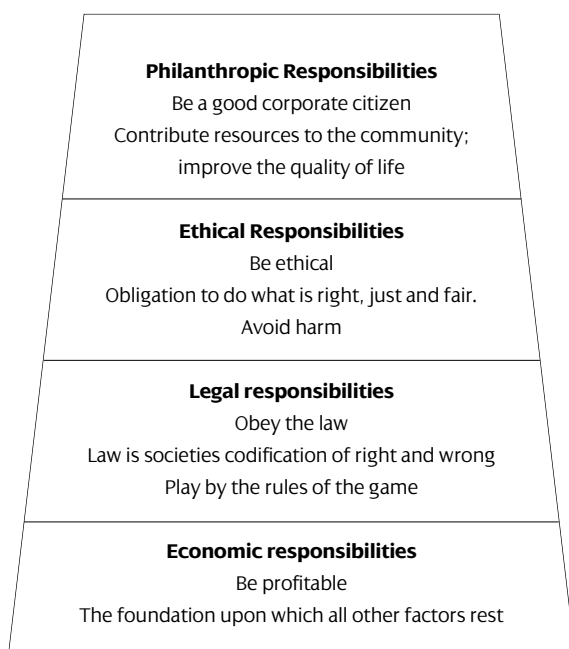 Philanthropic Responsibilities
Be a good corporate citizen
Contribute resources to the community;
improve the quality of life
Ethical Responsibilities
Be ethical
Obligation to do what is right, just and fair.
Avoid harm
Legal responsibilities
Obey the law
Law is societies codification of right and wrong
Play by the rules of the game
Economic responsibilities
Be profitable
The foundation upon which all other factors rest